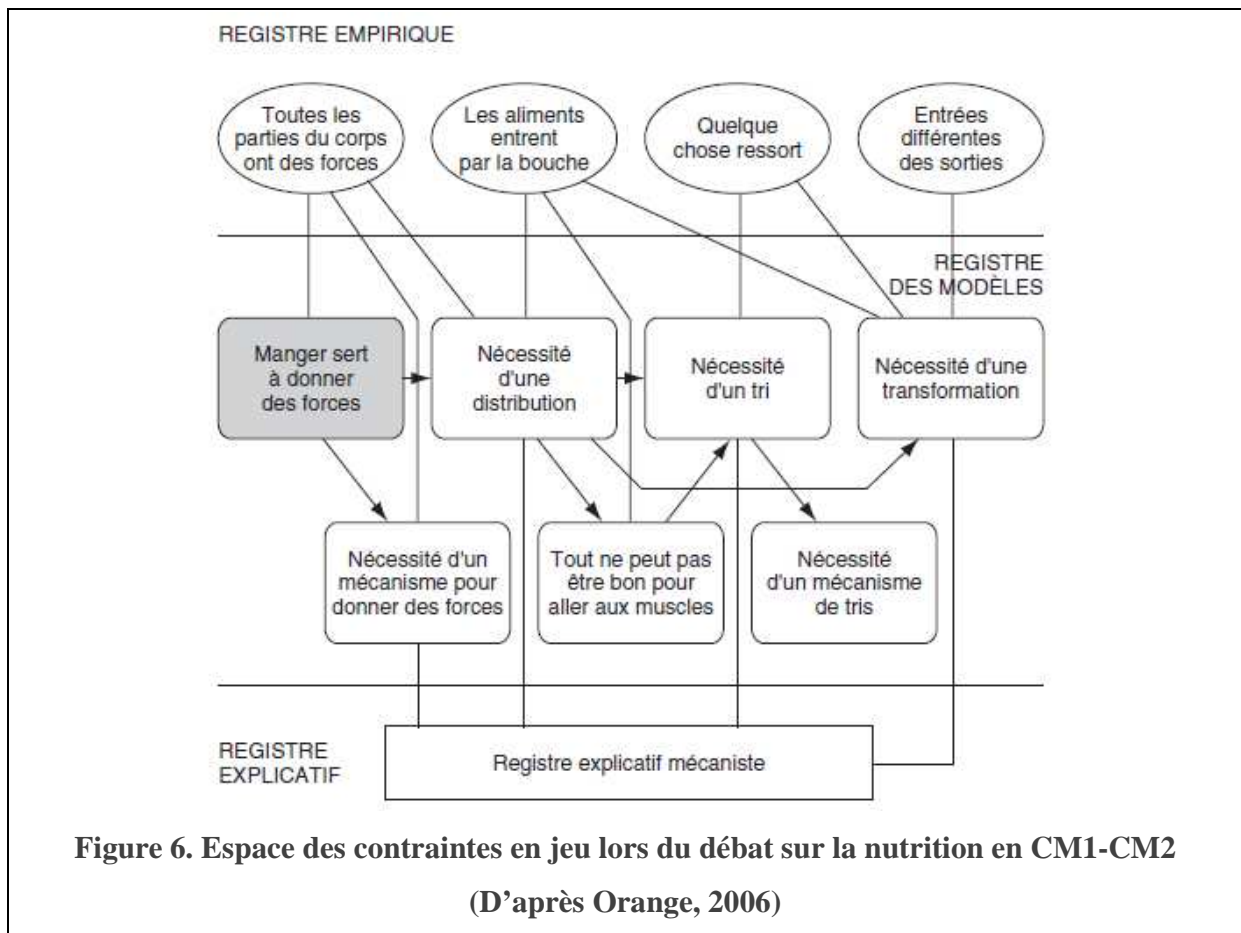 REGISTRE EMPIRIQUE
Toutes les
parties du corps
ont des forces
Les aliments
entrent
par la bouche
Quelque
chose ressort
Entrées
différentes
des sorties
REGISTRE
DES MODÈLES
Manger sert
à donner
des forces
Nécessité
d'une
distribution
Nécessité
d'un tri
Nécessité d'une
transformation
Nécessité d'un
mécanisme pour
donner des forces
Tout ne peut pas
être bon pour
aller aux muscles
Nécessité
d'un mécanisme
de tris
REGISTRE
EXPLICATIF
Registre explicatif mécaniste
Figure 6. Espace des contraintes en jeu lors du débat sur la nutrition en CM1-CM2
(D’après Orange, 2006)